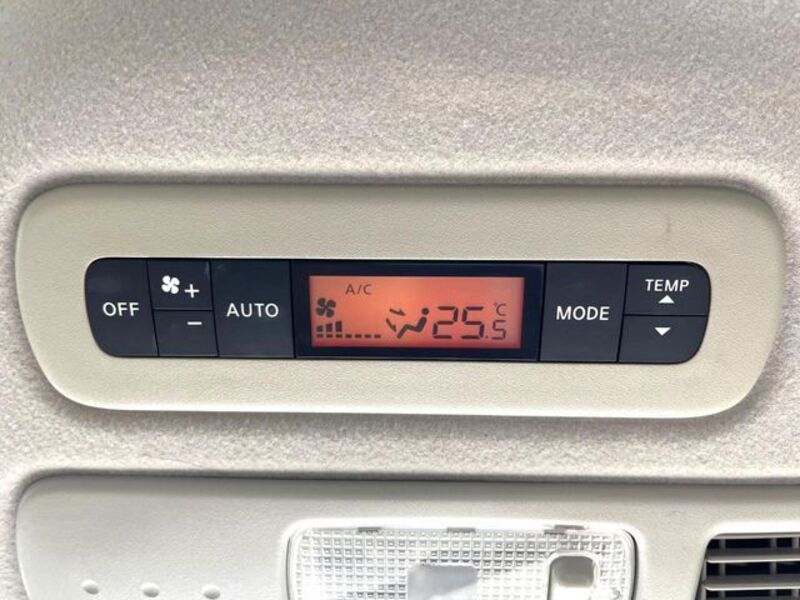 OFF
+
−
AUTO
A/C
25.5 °C
MODE
TEMP